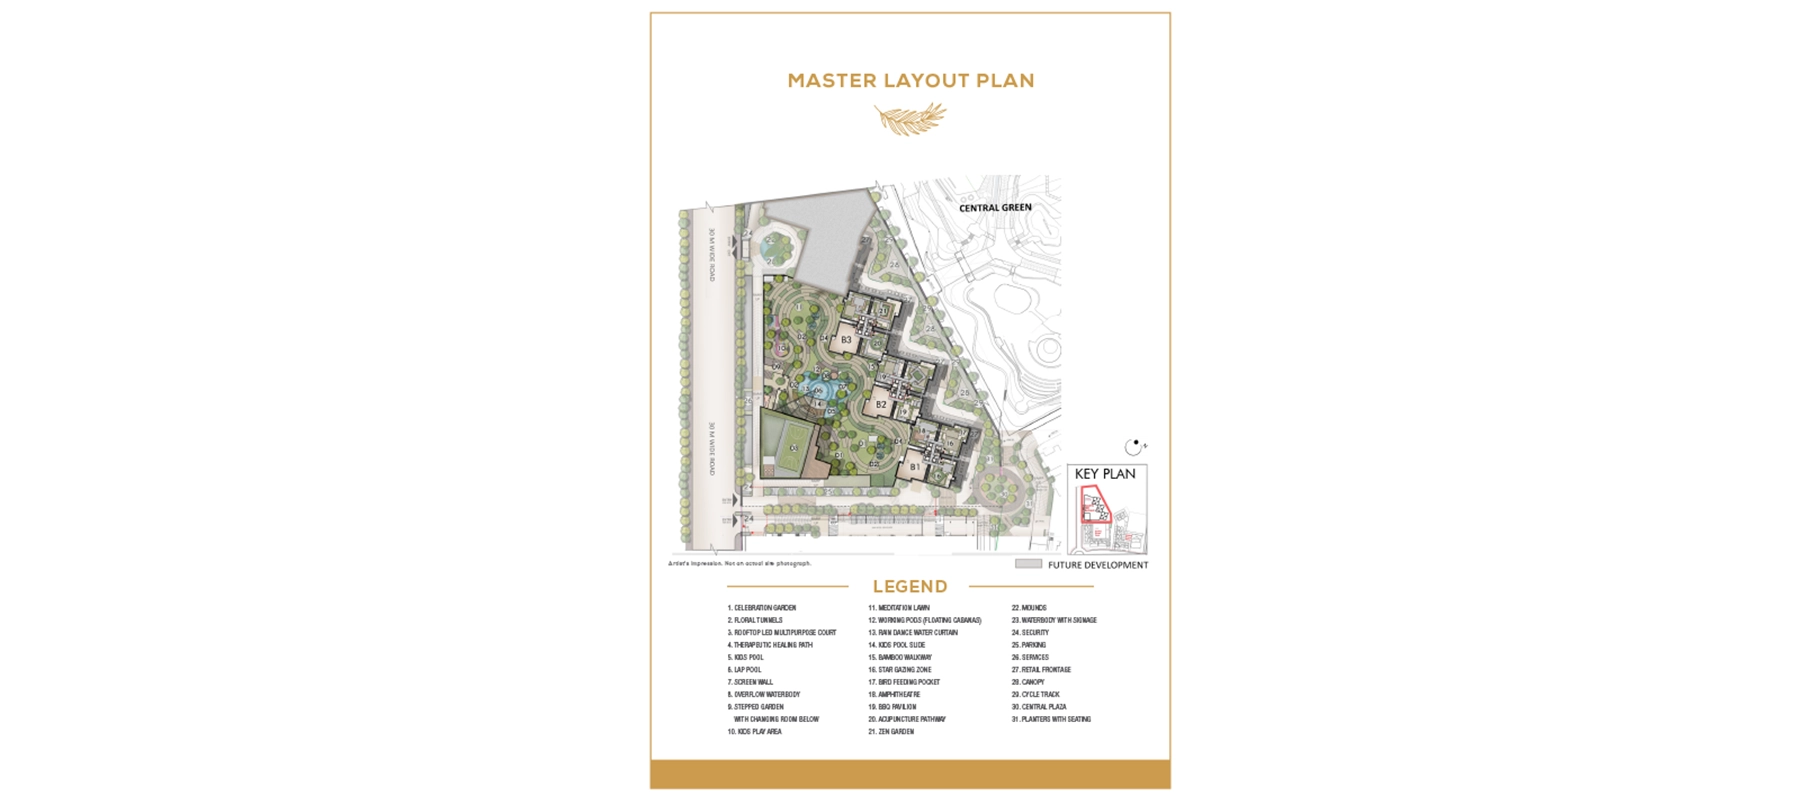 MASTER LAYOUT PLAN
CENTRAL GREEN
30 M WIDE ROAD
B3
B2
30 M WIDE ROAD
B1
KEY PLAN
Artist's Impression. Not an actual site photograph.
FUTURE DEVELOPMENT
LEGEND
1. CELEBRATION GARDEN
2. FLORAL TUNNELS
3. ROOFTOP LED MULTIPURPOSE COURT
4. THERAPEUTIC HEALING PATH
5. KIDS POOL
6. LAP POOL
7. SCREEN WALL
8. OVERFLOW WATERBODY
9. STEPPED GARDEN
WITH CHANGING ROOM BELOW
10. KIDS PLAY AREA
11. MEDITATION LAWN
12. WORKING PODS (FLOATING CABANAS)
13. RAIN DANCE WATER CURTAIN
14. KIDS POOL SLIDE
15. BAMBOO WALKWAY
16. STAR GAZING ZONE
17. BIRD FEEDING POCKET
18. AMPHITHEATRE
19. BBQ PAVILION
20. ACUPUNCTURE PATHWAY
21. ZEN GARDEN
22. MOUNDS
23. WATERBODY WITH SIGNAGE
24. SECURITY
25. PARKING
26. SERVICES
27. RETAIL FRONTAGE
28. CANOPY
29. CYCLE TRACK
30. CENTRAL PLAZA
31. PLANTERS WITH SEATING